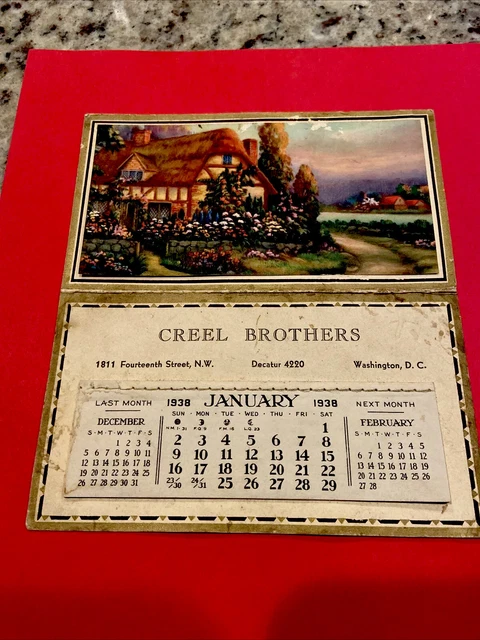 CREEL BROTHERS
1811 Fourteenth Street, N.W. Decatur 4220 Washington, D. C.
LAST MONTH 1938 JANUARY 1938 NEXT MONTH
DECEMBER
S-M-T-W-T-F-S
1 2 3 4
5 6 7 8 9 10 11
12 13 14 15 16 17 18
19 20 21 22 23 24 25
26 27 28 29 30 31
SUN · MON · TUE · WED · THU · FRI · SAT
1
2 3 4 5 6 7 8
9 10 11 12 13 14 15
16 17 18 19 20 21 22
23/30 24/31 25 26 27 28 29
FEBRUARY
S-M-T-W-T-F-S
1 2 3 4 5
6 7 8 9 10 11 12
13 14 15 16 17 18 19
20 21 22 23 24 25 26
27 28